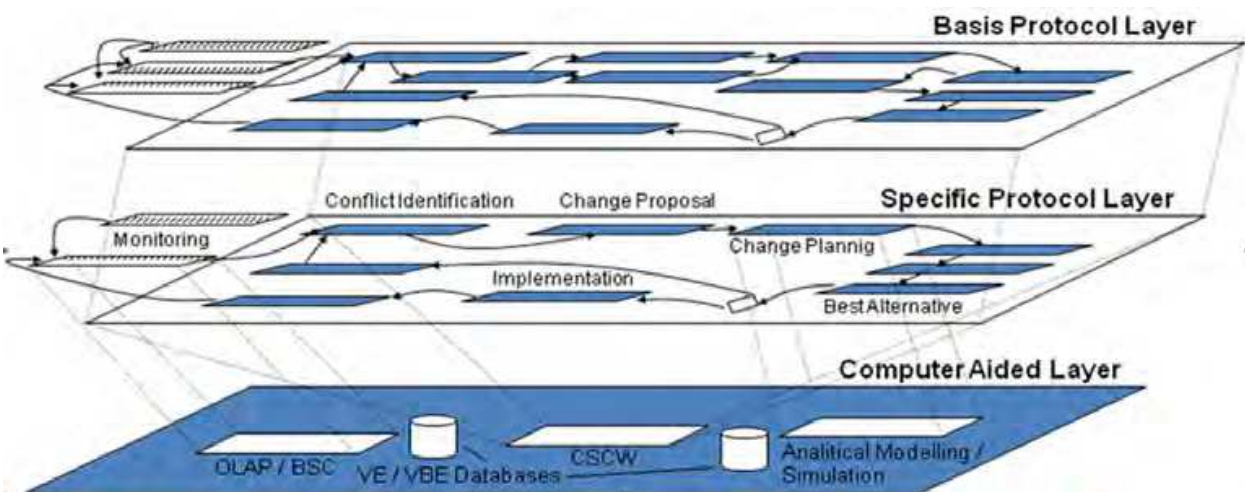 Basis Protocol Layer
Specific Protocol Layer
Conflict Identification
Change Proposal
Monitoring
Change Plannig
Implementation
Best Alternative
Computer Aided Layer
OLAP / BSC
VE / VBE Databases
CSCW
Analitical Modelling /
Simulation